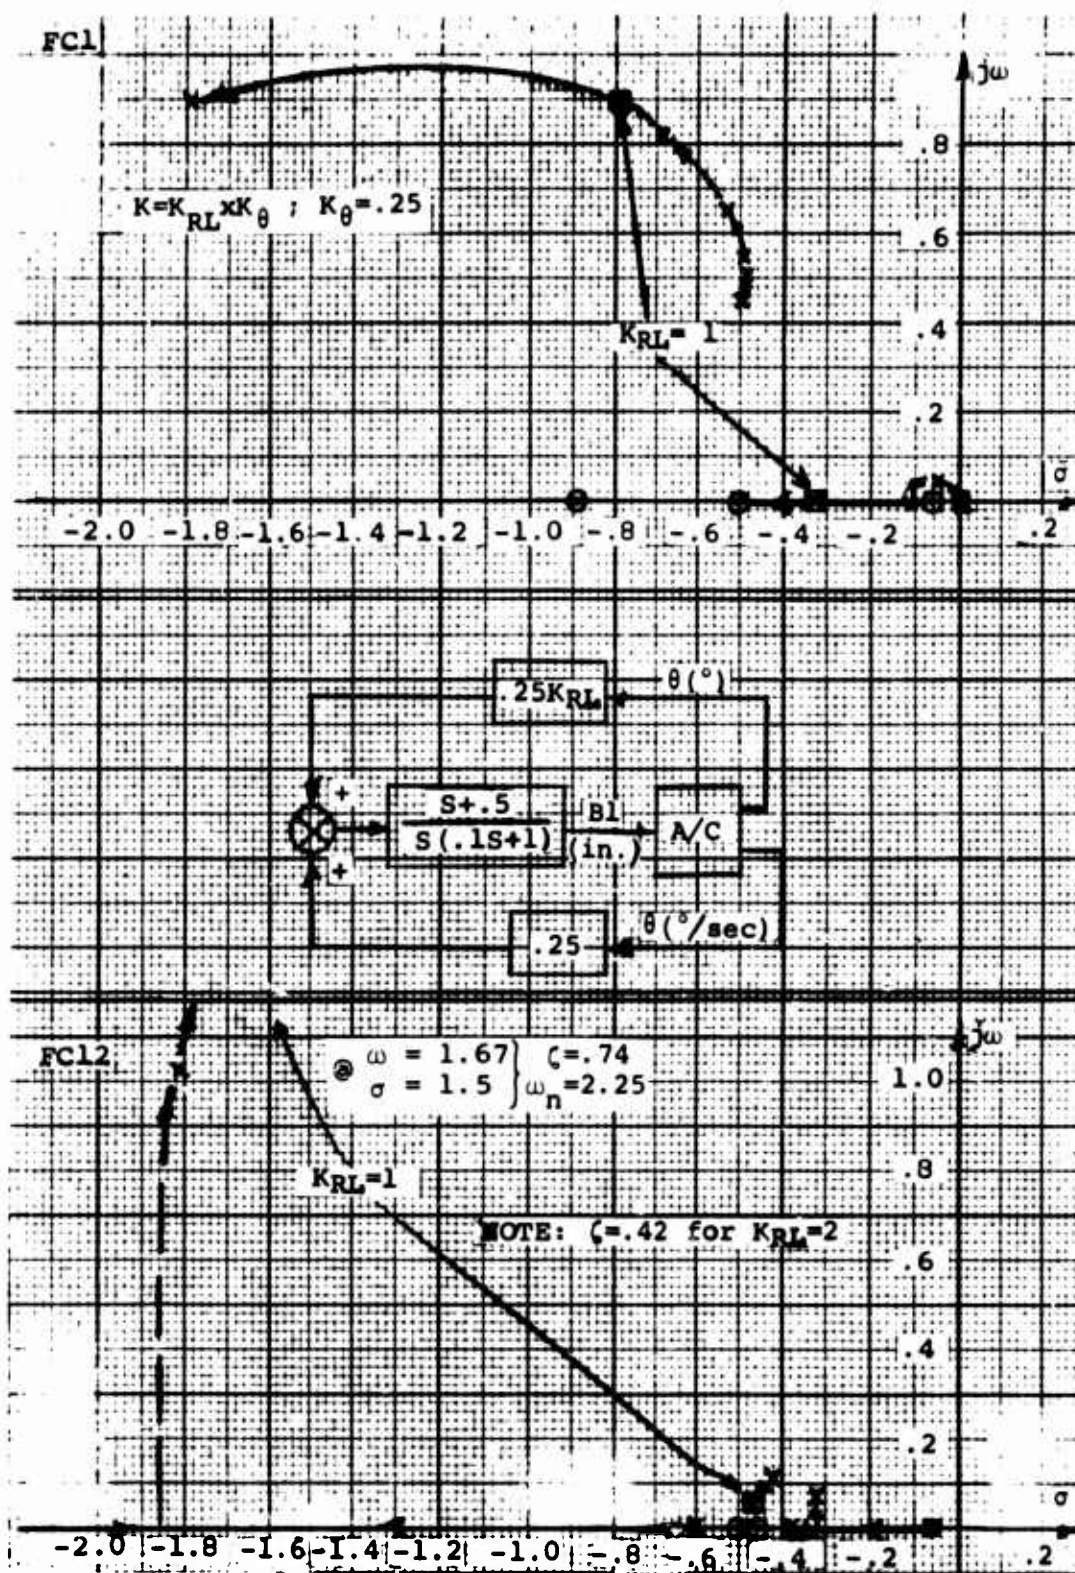 FC1
jω
.8
K=K_RL x K_θ ; K_θ=.25
.6
K_RL= 1
.4
.2
σ
-2.0 -1.8 -1.6 -1.4 -1.2 -1.0 -.8 -.6 -.4 -.2 .2
.25K_RL
θ(°)
+
S+.5
S(.1S+1)
B1
(in.)
A/C
+
.25
θ̇(°/sec)
FC12
jω
@ ω = 1.67 } ζ=.74
σ = 1.5 } ω_n=2.25
1.0
K_RL=1
.8
NOTE: ζ=.42 for K_RL=2
.6
.4
.2
σ
-2.0 -1.8 -1.6 -1.4 -1.2 -1.0 -.8 -.6 -.4 -.2 .2